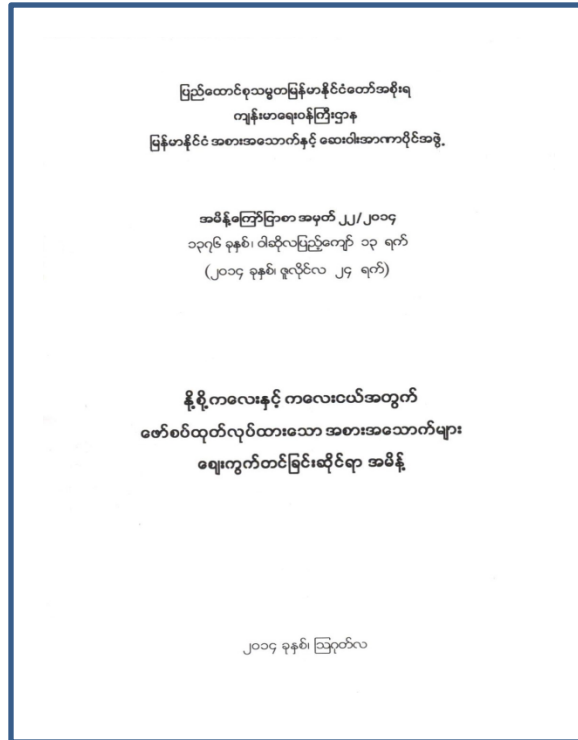 ပြည်ထောင်စုသမ္မတမြန်မာနိုင်ငံတော်အစိုးရ
ကျန်းမာရေးဝန်ကြီးဌာန
မြန်မာနိုင်ငံ အစားအသောက်နှင့် ဆေးဝါးအာဏာပိုင်အဖွဲ့
အမိန့်ကြော်ငြာစာ အမှတ် ၂၂/၂၀၁၄
၁၃၇၆ ခုနှစ်၊ ဝါဆိုလပြည့်ကျော် ၁၃ ရက်
(၂၀၁၄ ခုနှစ်၊ ဇူလိုင်လ ၂၄ ရက်)
နို့စို့ကလေးနှင့် ကလေးငယ်အတွက်
ဖော်စပ်ထုတ်လုပ်ထားသော အစားအသောက်များ
စျေးကွက်တင်ခြင်းဆိုင်ရာ အမိန့်
၂၀၁၄ ခုနှစ်၊ ဩဂုတ်လ